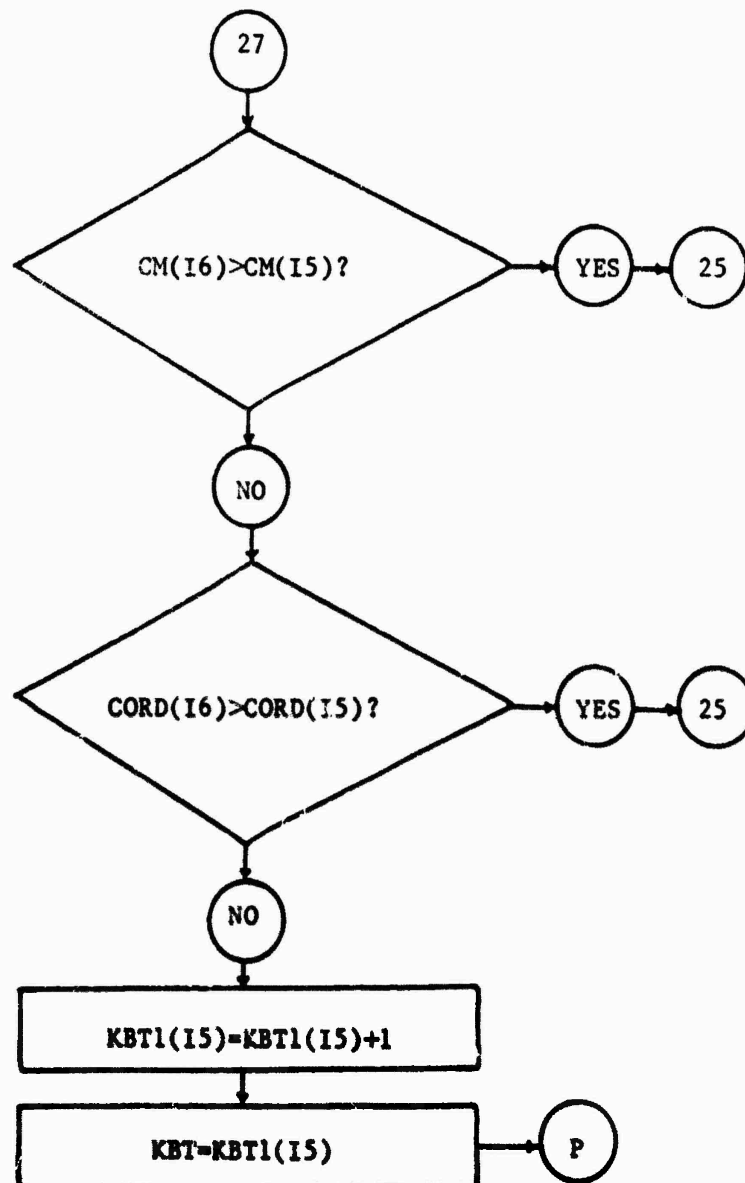 27
CM(I6)>CM(I5)?
YES
25
NO
CORD(I6)>CORD(I5)?
YES
25
NO
KBT1(I5)=KBT1(I5)+1
KBT=KBT1(I5)
P